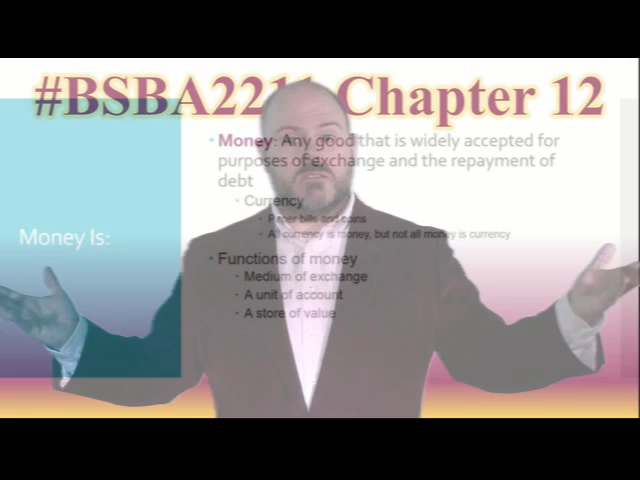 #BSBA2211 Chapter 12
Money Is:
Money: Any good that is widely accepted for
purposes of exchange and the repayment of
debt
Currency
Paper bills and coins
All currency is money, but not all money is currency
Functions of money
Medium of exchange
A unit of account
A store of value